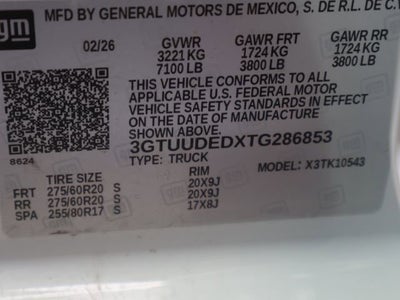 MFD BY GENERAL MOTORS DE MEXICO, S. DE R.L. DE C.V
gm
02/26 GVWR GAWR FRT GAWR RR
3221 KG 1724 KG 1724 KG
7100 LB 3800 LB 3800 LB
THIS VEHICLE CONFORMS TO ALL
APPLICABLE U.S. FEDERAL MOTOR
VEHICLE SAFETY STANDARDS IN EFFECT
ON THE DATE OF MANUFACTURE
SHOWN ABOVE.
8624
3GTUUDEDXTG286853
TYPE: TRUCK MODEL: X3TK10543
TIRE SIZE RIM
FRT 275/60R20 S 20X9J
RR 275/60R20 S 20X9J
SPA 255/80R17 S 17X8J